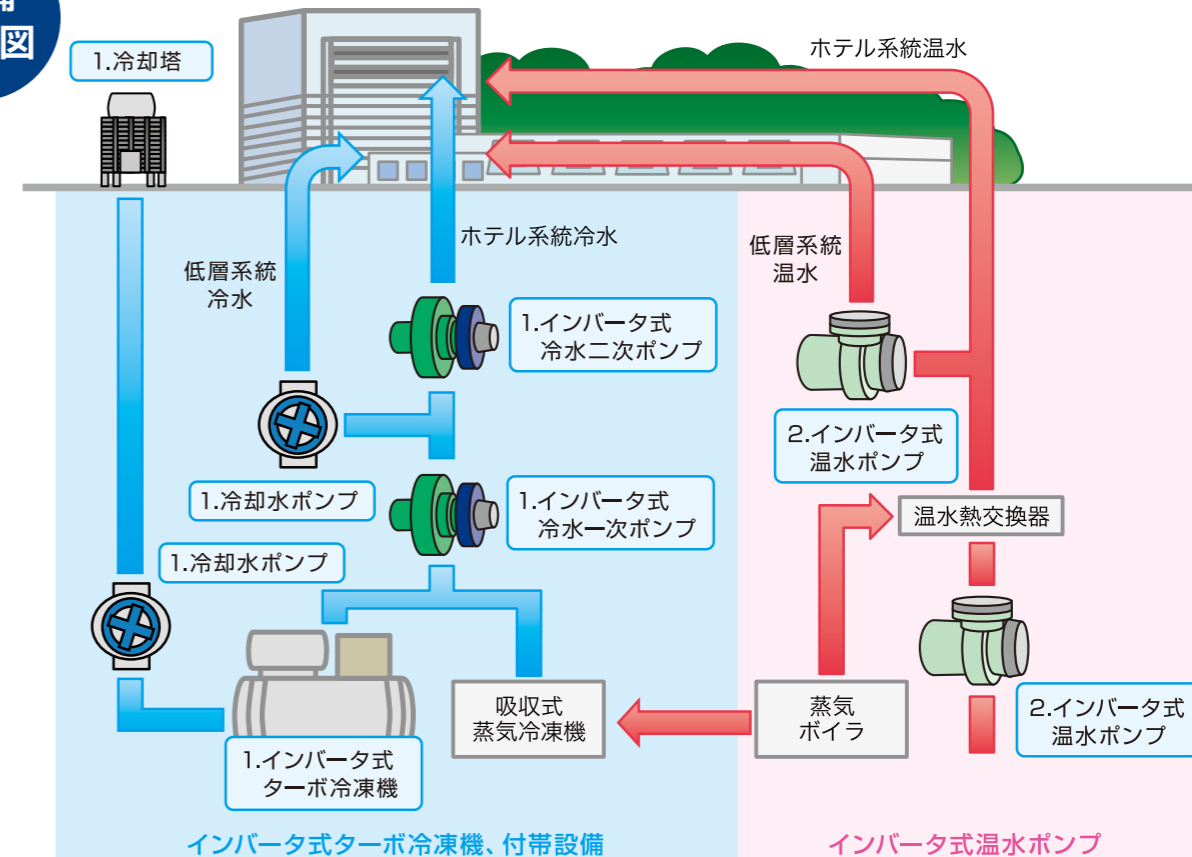 図
1.冷却塔
ホテル系統温水
ホテル系統冷水
低層系統
冷水
低層系統
温水
1.インバータ式
冷水二次ポンプ
2.インバータ式
温水ポンプ
1.冷却水ポンプ
1.インバータ式
冷水一次ポンプ
温水熱交換器
1.冷却水ポンプ
吸収式
蒸気冷凍機
蒸気
ボイラ
2.インバータ式
温水ポンプ
1.インバータ式
ターボ冷凍機
インバータ式ターボ冷凍機、付帯設備
インバータ式温水ポンプ